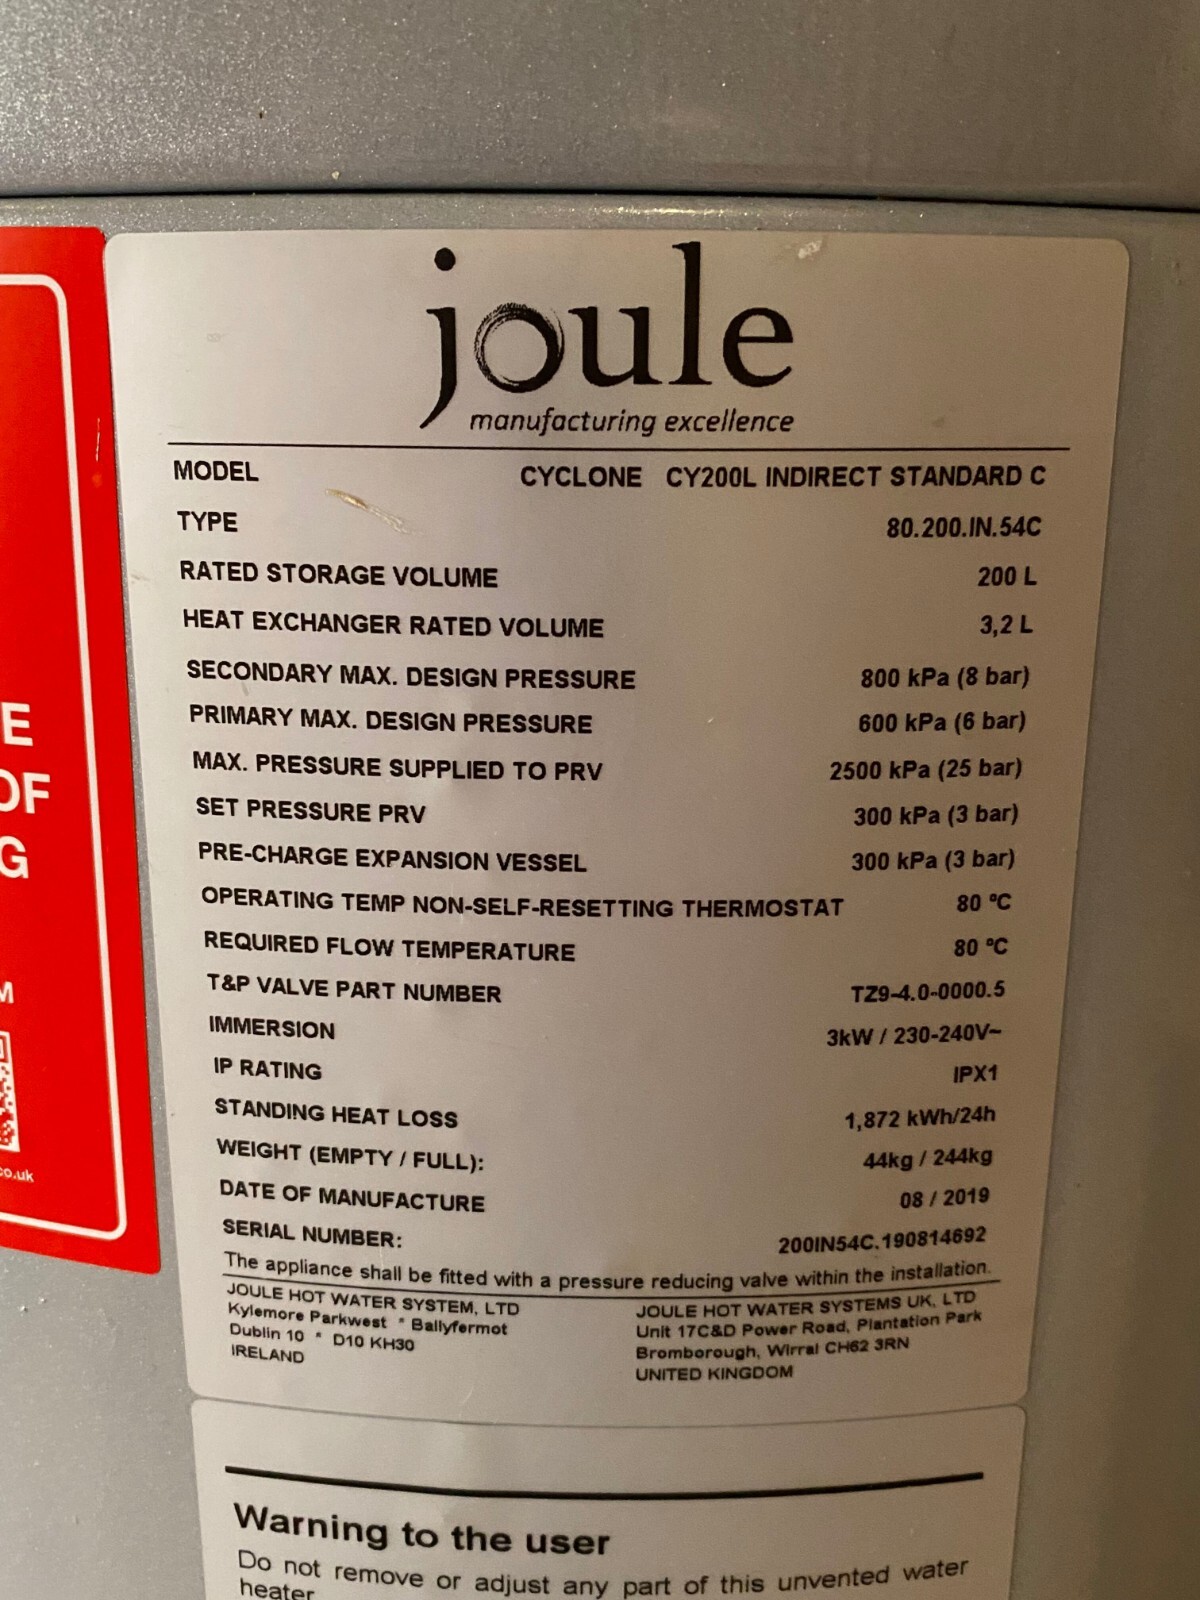 joule
manufacturing excellence
MODEL CYCLONE CY200L INDIRECT STANDARD C
TYPE 80.200.IN.54C
RATED STORAGE VOLUME 200 L
HEAT EXCHANGER RATED VOLUME 3,2 L
SECONDARY MAX. DESIGN PRESSURE 800 kPa (8 bar)
PRIMARY MAX. DESIGN PRESSURE 600 kPa (6 bar)
MAX. PRESSURE SUPPLIED TO PRV 2500 kPa (25 bar)
SET PRESSURE PRV 300 kPa (3 bar)
PRE-CHARGE EXPANSION VESSEL 300 kPa (3 bar)
OPERATING TEMP NON-SELF-RESETTING THERMOSTAT 80 ºC
REQUIRED FLOW TEMPERATURE 80 ºC
T&P VALVE PART NUMBER TZ9-4.0-0000.5
IMMERSION 3kW / 230-240V~
IP RATING IPX1
STANDING HEAT LOSS 1,872 kWh/24h
WEIGHT (EMPTY / FULL): 44kg / 244kg
DATE OF MANUFACTURE 08 / 2019
SERIAL NUMBER: 200IN54C.190814692
The appliance shall be fitted with a pressure reducing valve within the installation.
JOULE HOT WATER SYSTEM, LTD
Kylemore Parkwest * Ballyfermot
Dublin 10 * D10 KH30
IRELAND
JOULE HOT WATER SYSTEMS UK, LTD
Unit 17C&D Power Road, Plantation Park
Bromborough, Wirral CH62 3RN
UNITED KINGDOM
Warning to the user
Do not remove or adjust any part of this unvented water
heater
E
OF
G
M
co.uk